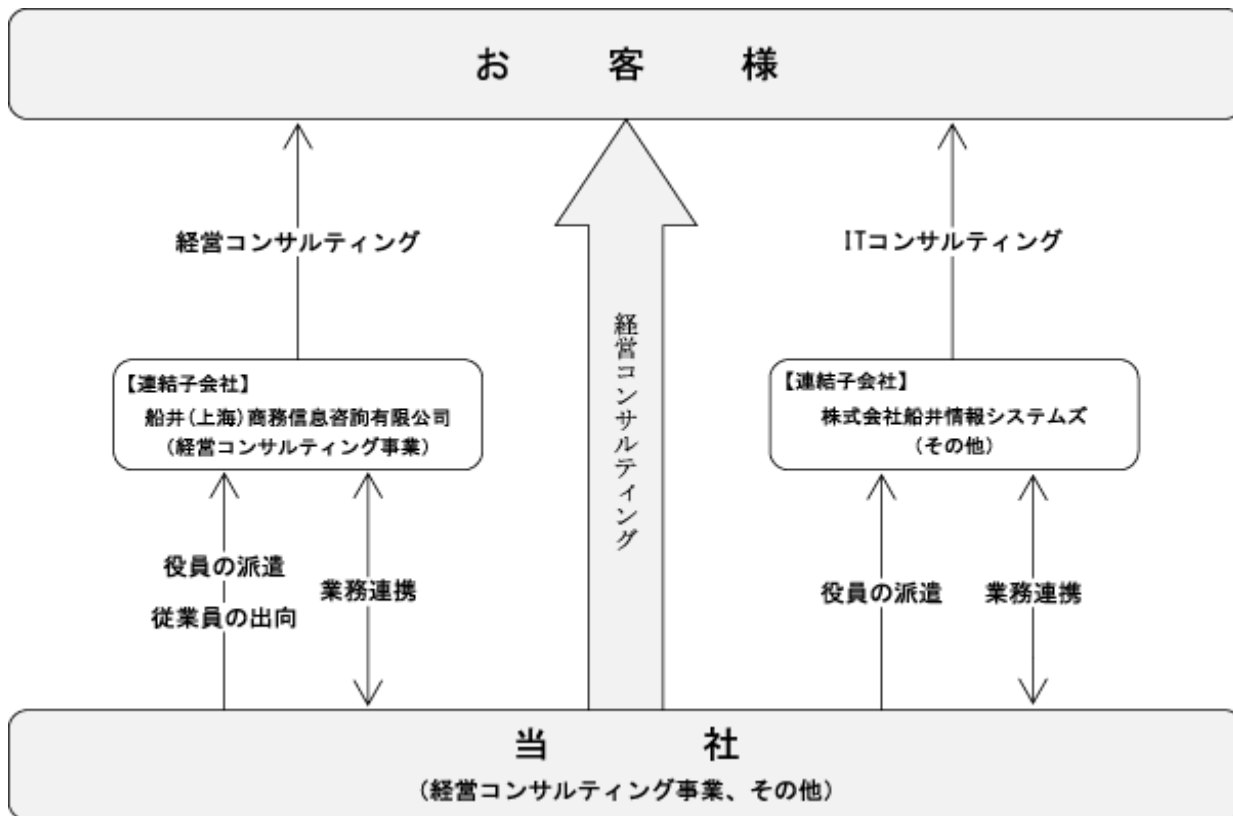 お客様
経営コンサルティング
ITコンサルティング
経営コンサルティング
【連結子会社】
船井(上海)商務信息咨詢有限公司
(経営コンサルティング事業)
【連結子会社】
株式会社船井情報システムズ
(その他)
役員の派遣
従業員の出向
業務連携
役員の派遣
業務連携
当社
(経営コンサルティング事業、その他)